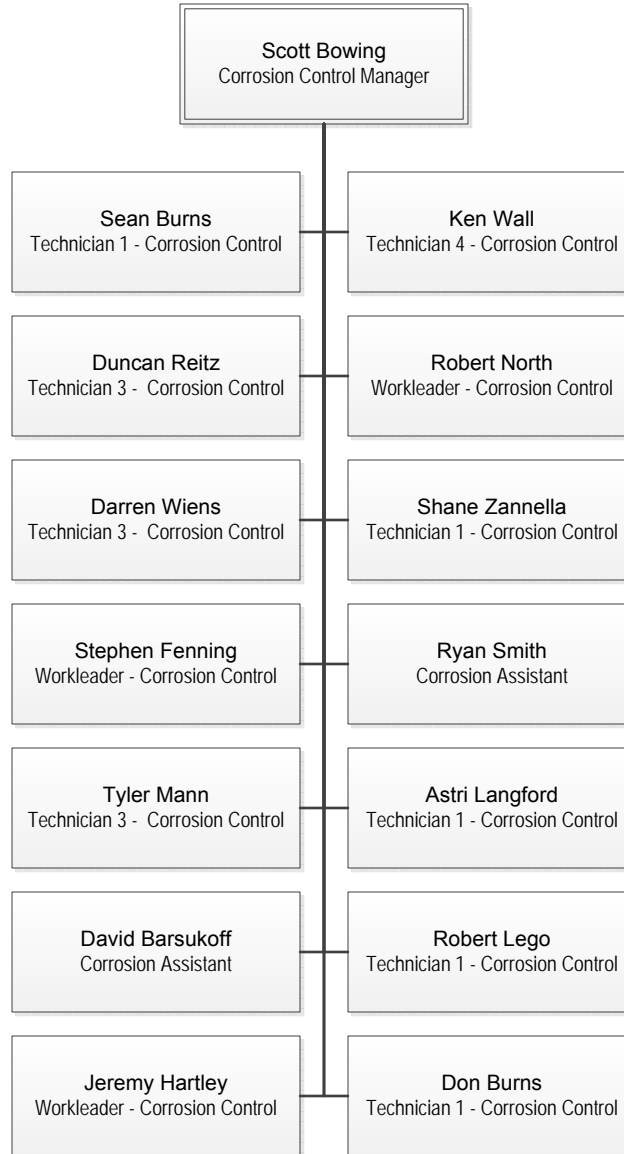 Scott Bowing
Corrosion Control Manager
Sean Burns
Technician 1 - Corrosion Control
Ken Wall
Technician 4 - Corrosion Control
Duncan Reitz
Technician 3 -  Corrosion Control
Robert North
Workleader - Corrosion Control
Darren Wiens
Technician 3 -  Corrosion Control
Shane Zannella
Technician 1 - Corrosion Control
Stephen Fenning
Workleader - Corrosion Control
Ryan Smith
Corrosion Assistant
Tyler Mann
Technician 3 -  Corrosion Control
Astri Langford
Technician 1 - Corrosion Control
David Barsukoff
Corrosion Assistant
Robert Lego
Technician 1 - Corrosion Control
Jeremy Hartley
Workleader - Corrosion Control
Don Burns
Technician 1 - Corrosion Control